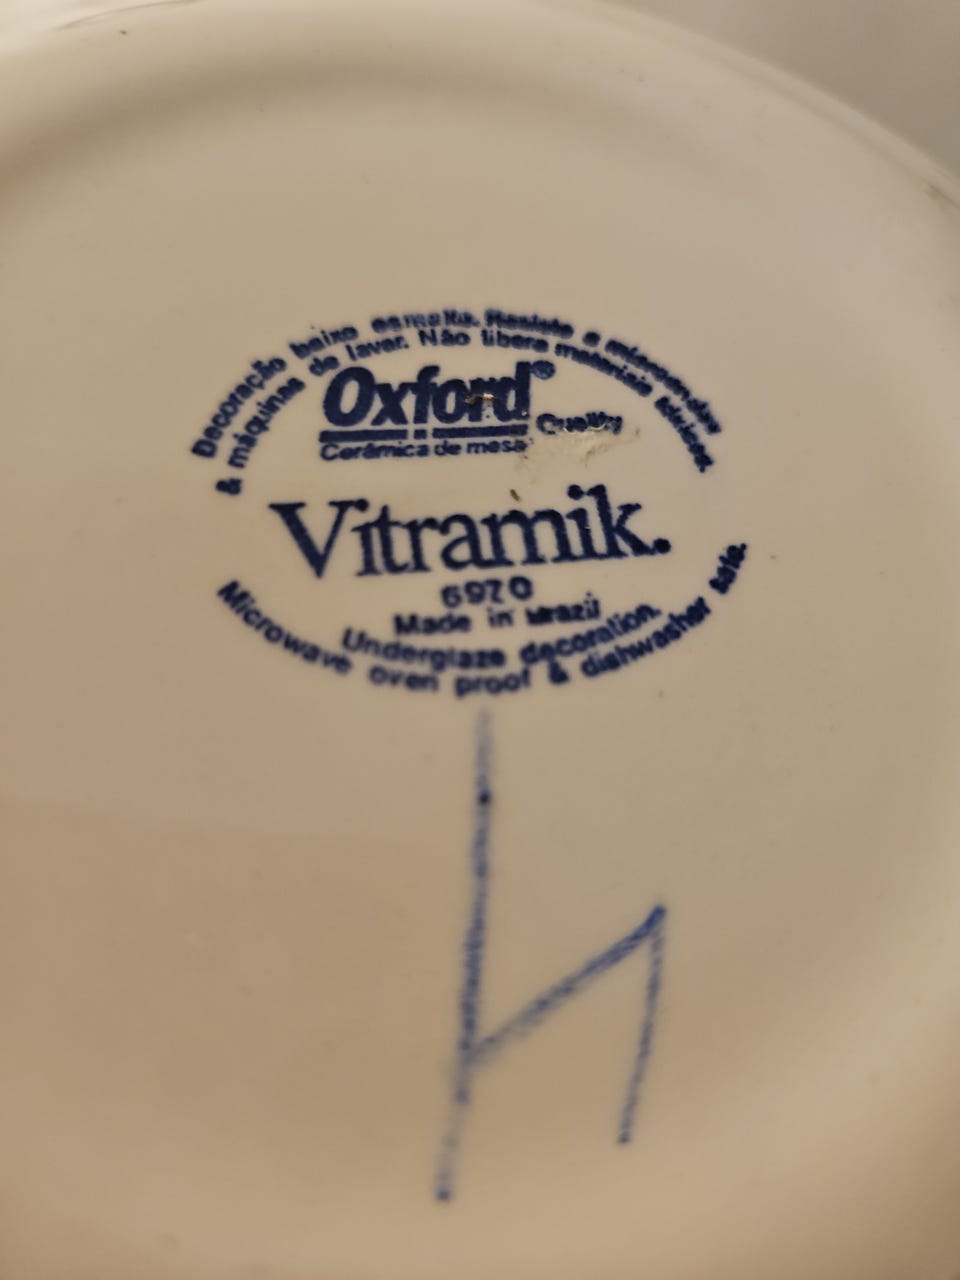 Decoração baixo esmalte. Resiste a microondas
& máquinas de lavar. Não libera materiais tóxicos.
Oxford® Quality
Cerâmica de mesa
Vitramik.
Made in Brazil
Underglaze decoration.
Microwave oven proof & dishwasher safe.